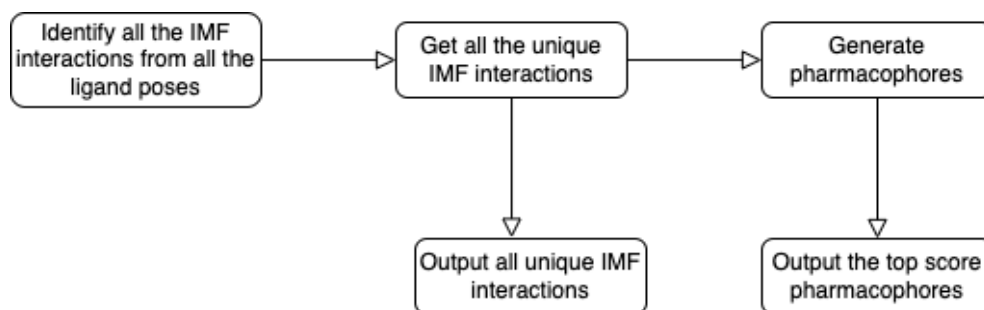 Identify all the IMF
interactions from all the
ligand poses
Get all the unique
IMF interactions
Generate
pharmacophores
Output all unique IMF
interactions
Output the top score
pharmacophores